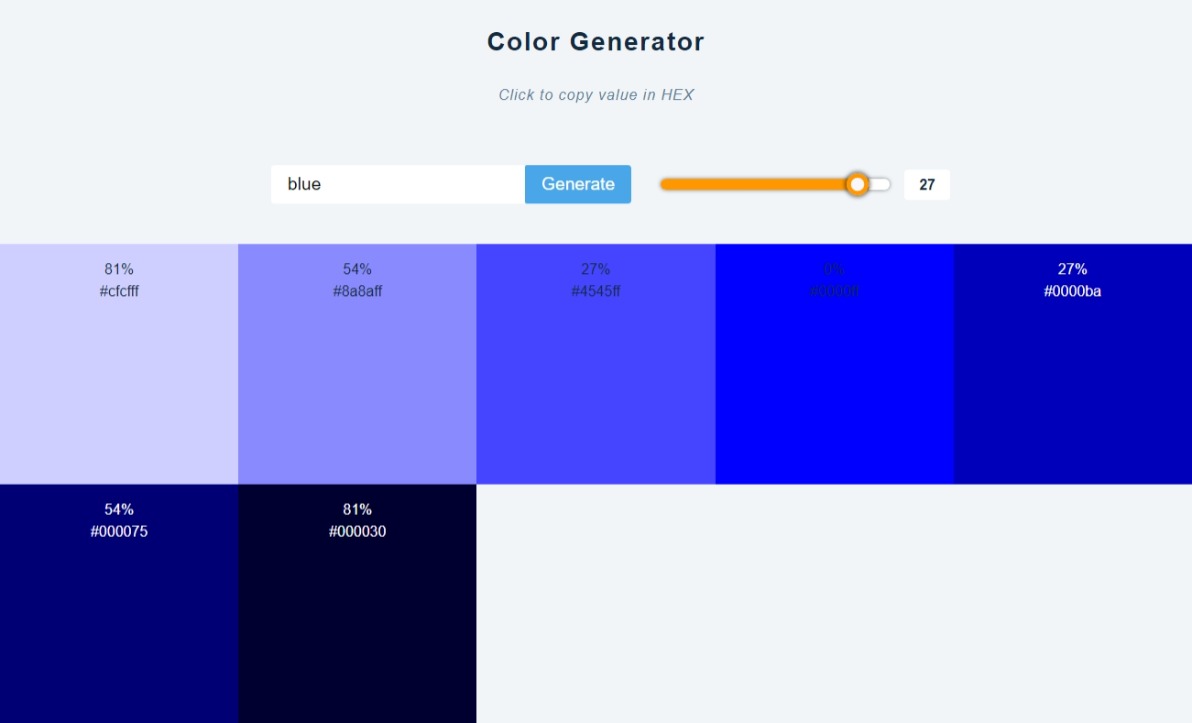 Color Generator
Click to copy value in HEX
blue
Generate
27
81%
#cfcfff
54%
#8a8aff
27%
#4545ff
0%
#0000ff
27%
#0000ba
54%
#000075
81%
#000030